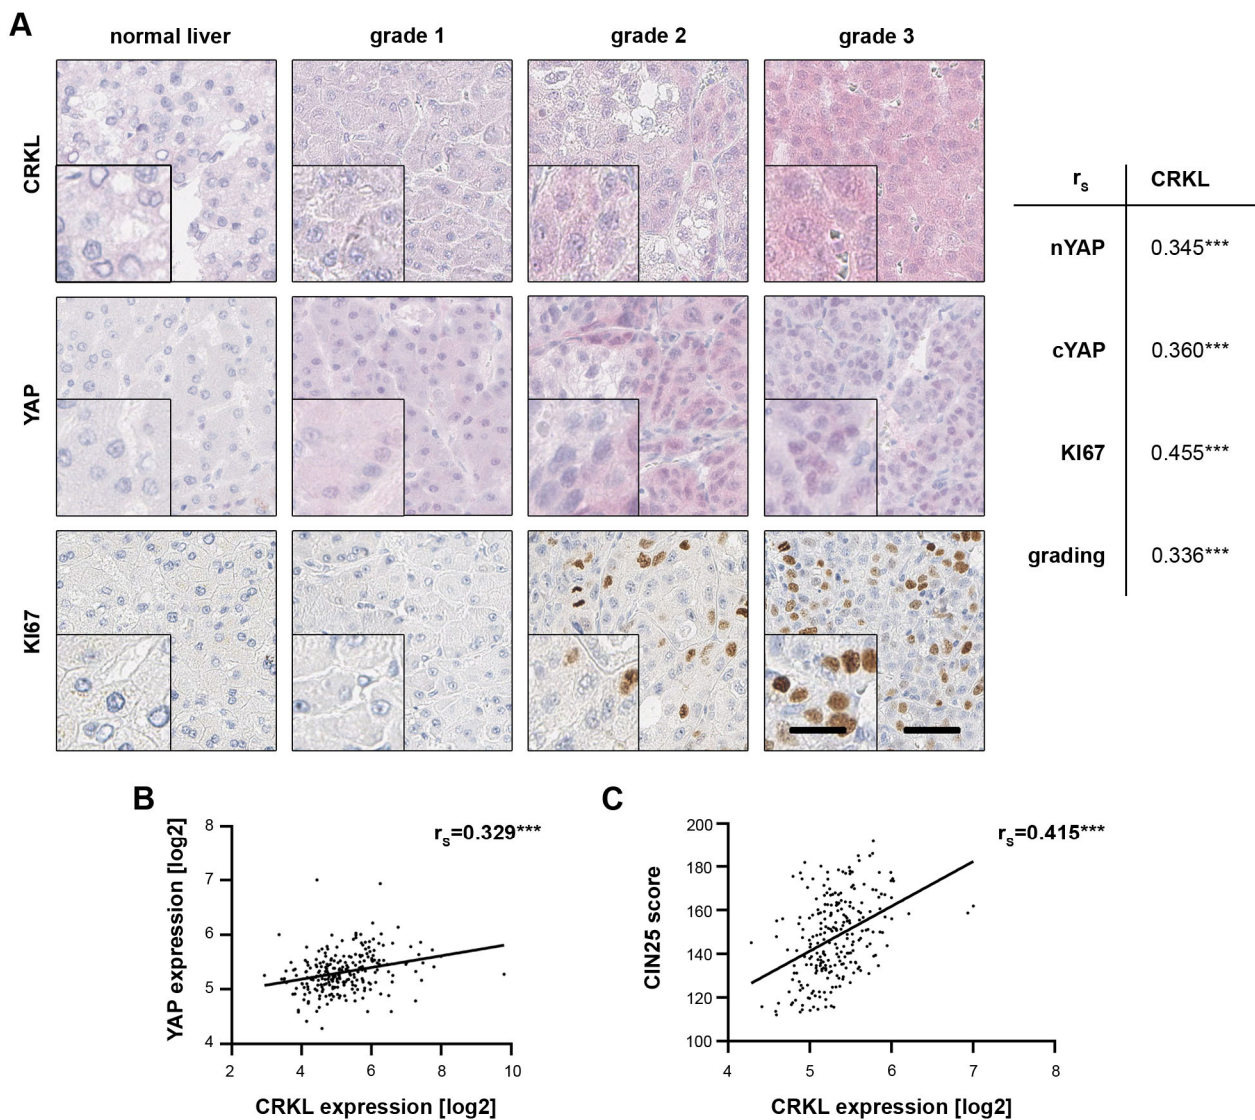 A
normal liver grade 1 grade 2 grade 3
CRKL
YAP
KI67
rs CRKL
nYAP 0.345***
cYAP 0.360***
KI67 0.455***
grading 0.336***
B
rs=0.329***
YAP expression [log2]
8
7
6
5
4
2 4 6 8 10
CRKL expression [log2]
C
rs=0.415***
CIN25 score
200
180
160
140
120
100
4 5 6 7 8
CRKL expression [log2]